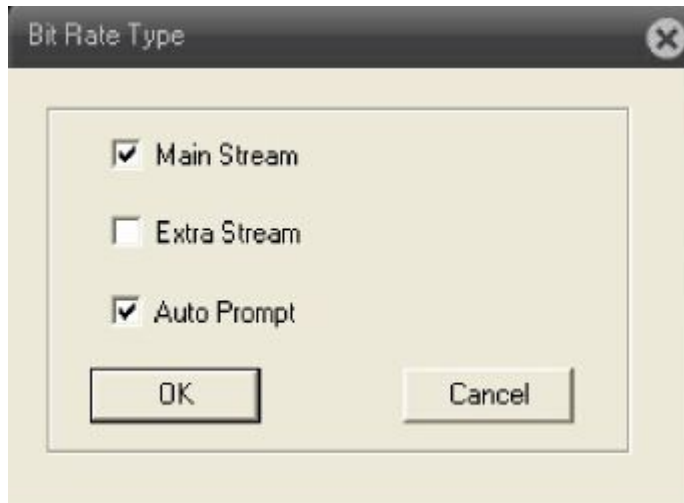 Bit Rate Type
Main Stream
Extra Stream
Auto Prompt
OK Cancel